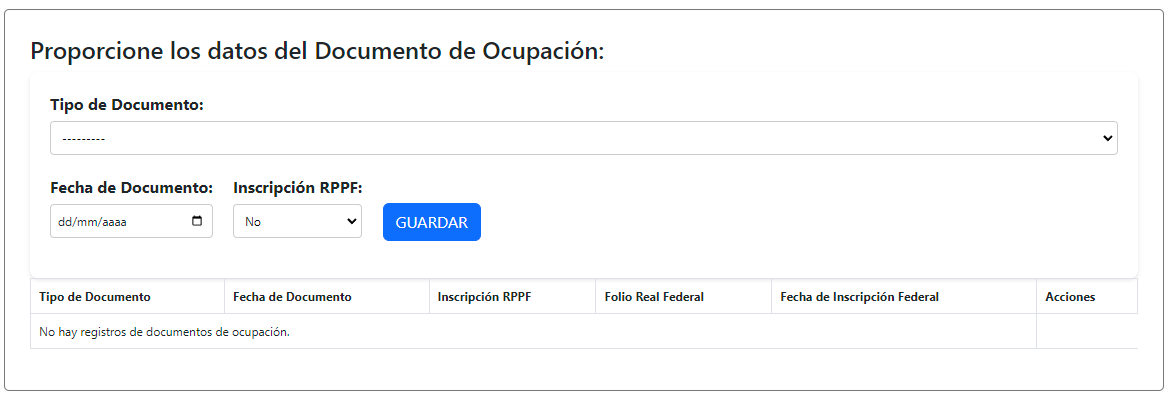 Proporcione los datos del Documento de Ocupación:
Tipo de Documento:
---------
Fecha de Documento: Inscripción RPPF:
dd/mm/aaaa No GUARDAR
Tipo de Documento Fecha de Documento Inscripción RPPF Folio Real Federal Fecha de Inscripción Federal Acciones
No hay registros de documentos de ocupación.